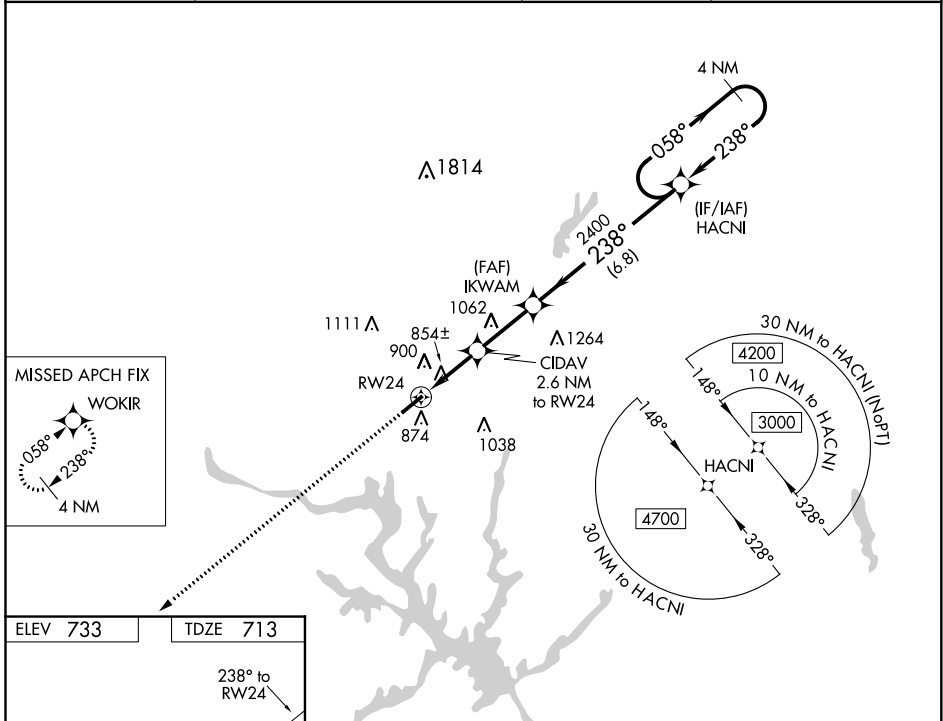 4 NM
058°
238°
1814
(IF/IAF)
HACNI
2400
238°
(6.8)
(FAF)
IKWAM
1062
1111
854±
1264
900
CIDAV
2.6 NM
to RW24
RW24
874
1038
MISSED APCH FIX
WOKIR
058°
238°
4 NM
30 NM to HACNI (NoPT)
4200
148°
10 NM to HACNI
3000
328°
148°
HACNI
4700
328°
30 NM to HACNI
ELEV 733
TDZE 713
238° to
RW24